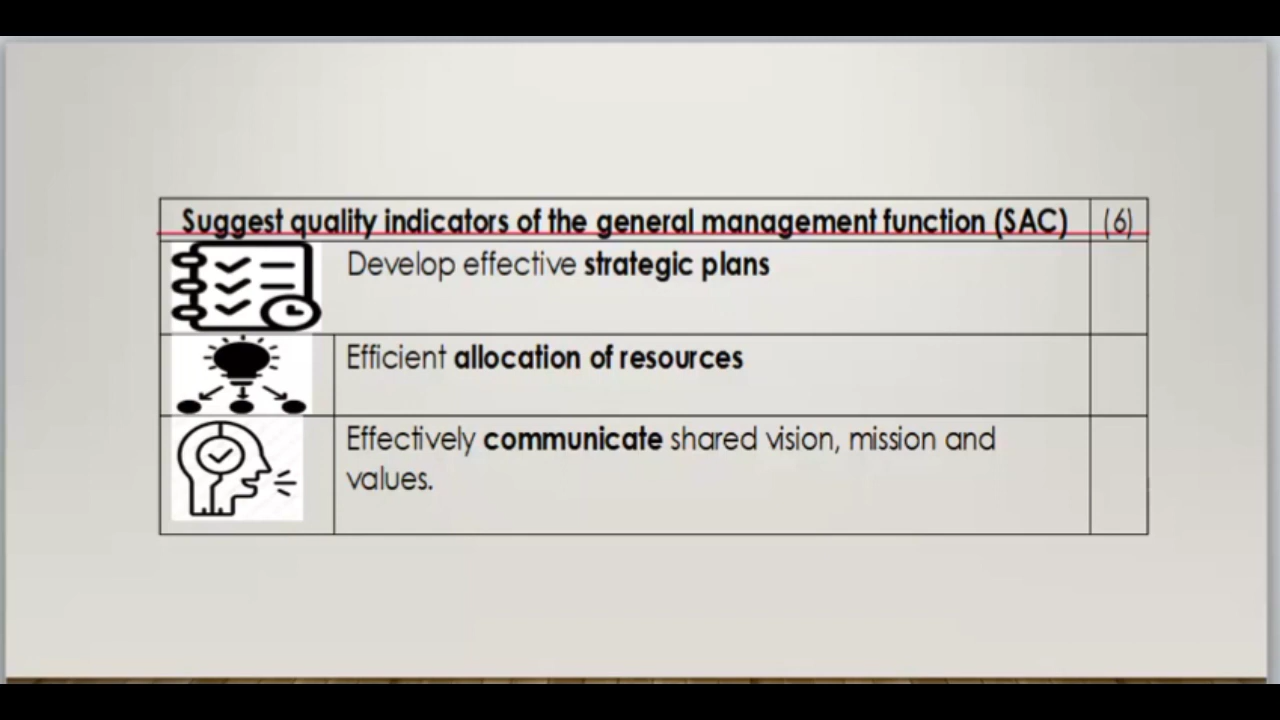 Suggest quality indicators of the general management function (SAC) (6)
Develop effective strategic plans
Efficient allocation of resources
Effectively communicate shared vision, mission and
values.